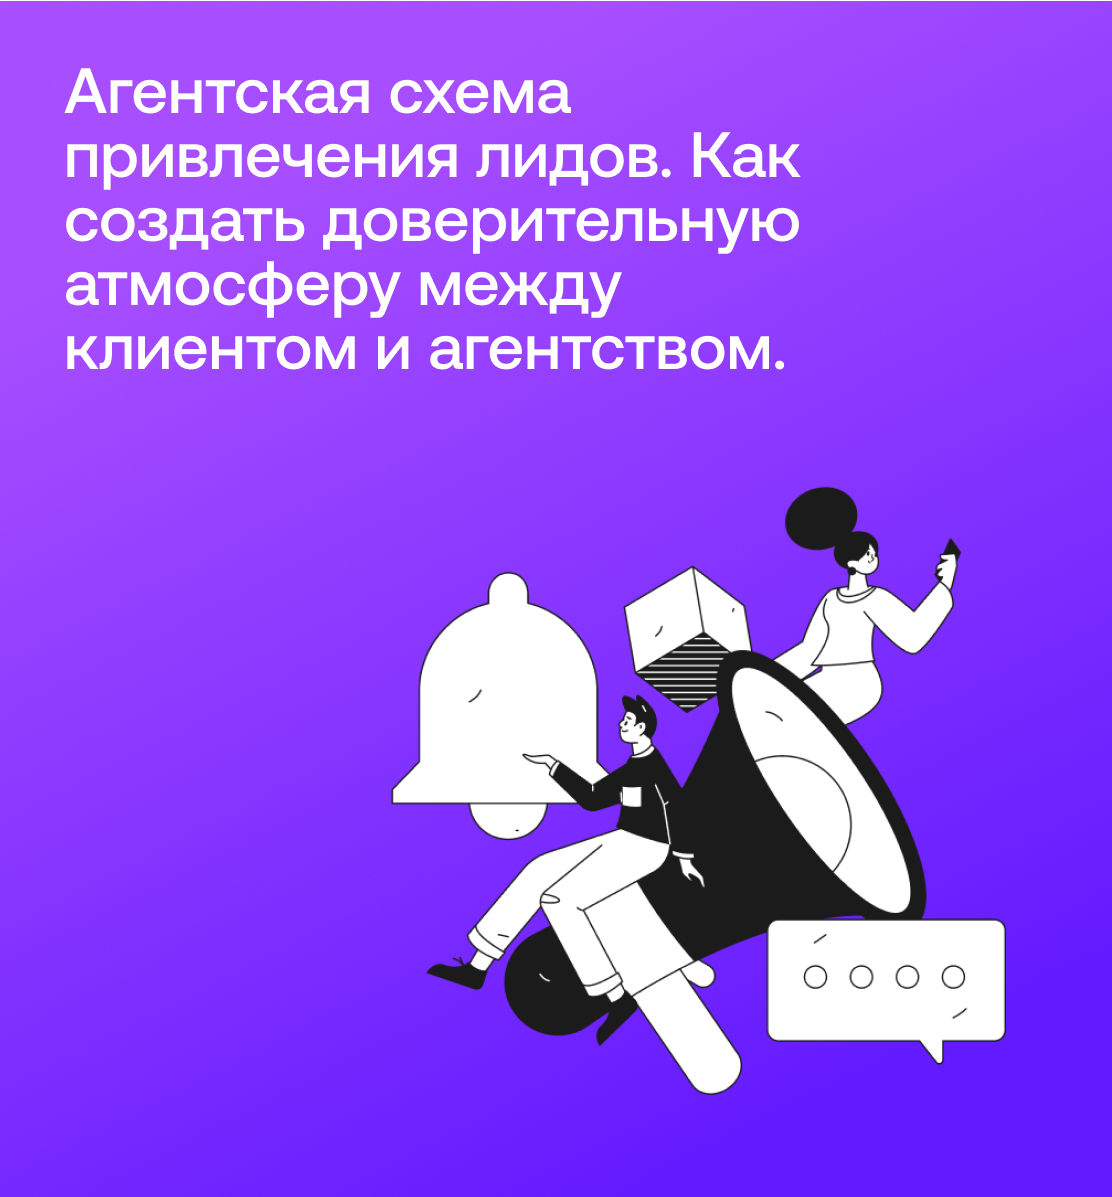 Агентская схема
привлечения лидов. Как
создать доверительную
атмосферу между
клиентом и агентством.